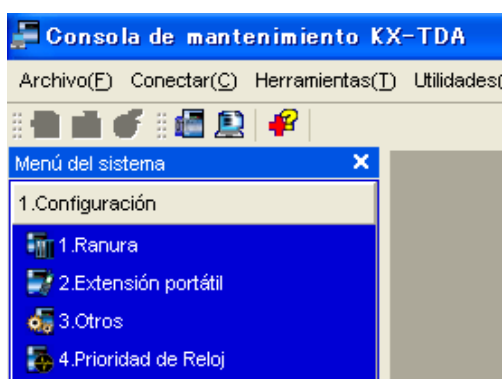 Consola de mantenimiento KX-TDA
Archivo(F) Conectar(C) Herramientas(T) Utilidades(
Menú del sistema
1.Configuración
1.Ranura
2.Extensión portátil
3.Otros
4.Prioridad de Reloj